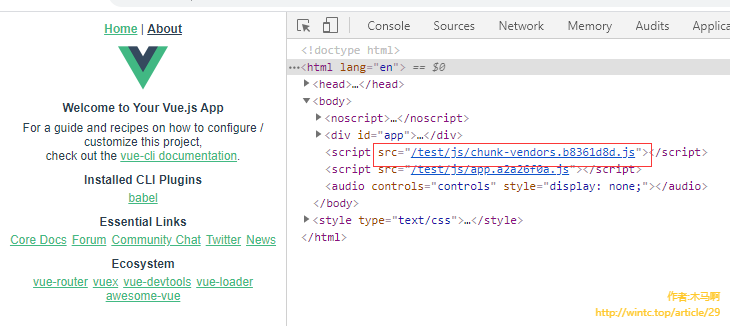 Home | About
Welcome to Your Vue.js App
For a guide and recipes on how to configure /
customize this project,
check out the vue-cli documentation.
Installed CLI Plugins
babel
Essential Links
Core Docs Forum Community Chat Twitter News
Ecosystem
vue-router vuex vue-devtools vue-loader
awesome-vue
Console Sources Network Memory Audits
<!doctype html>
···<html lang="en"> == $0
<head>…</head>
<body>
<noscript>…</noscript>
<div id="app">…</div>
<script src="/test/js/chunk-vendors.b8361d8d.js"></script>
<script src="/test/js/app.a2a26f0a.js"></script>
<audio controls="controls" style="display: none;"></audio>
</body>
<style type="text/css">…</style>
</html>
作者:木马啊
http://wintc.top/article/29